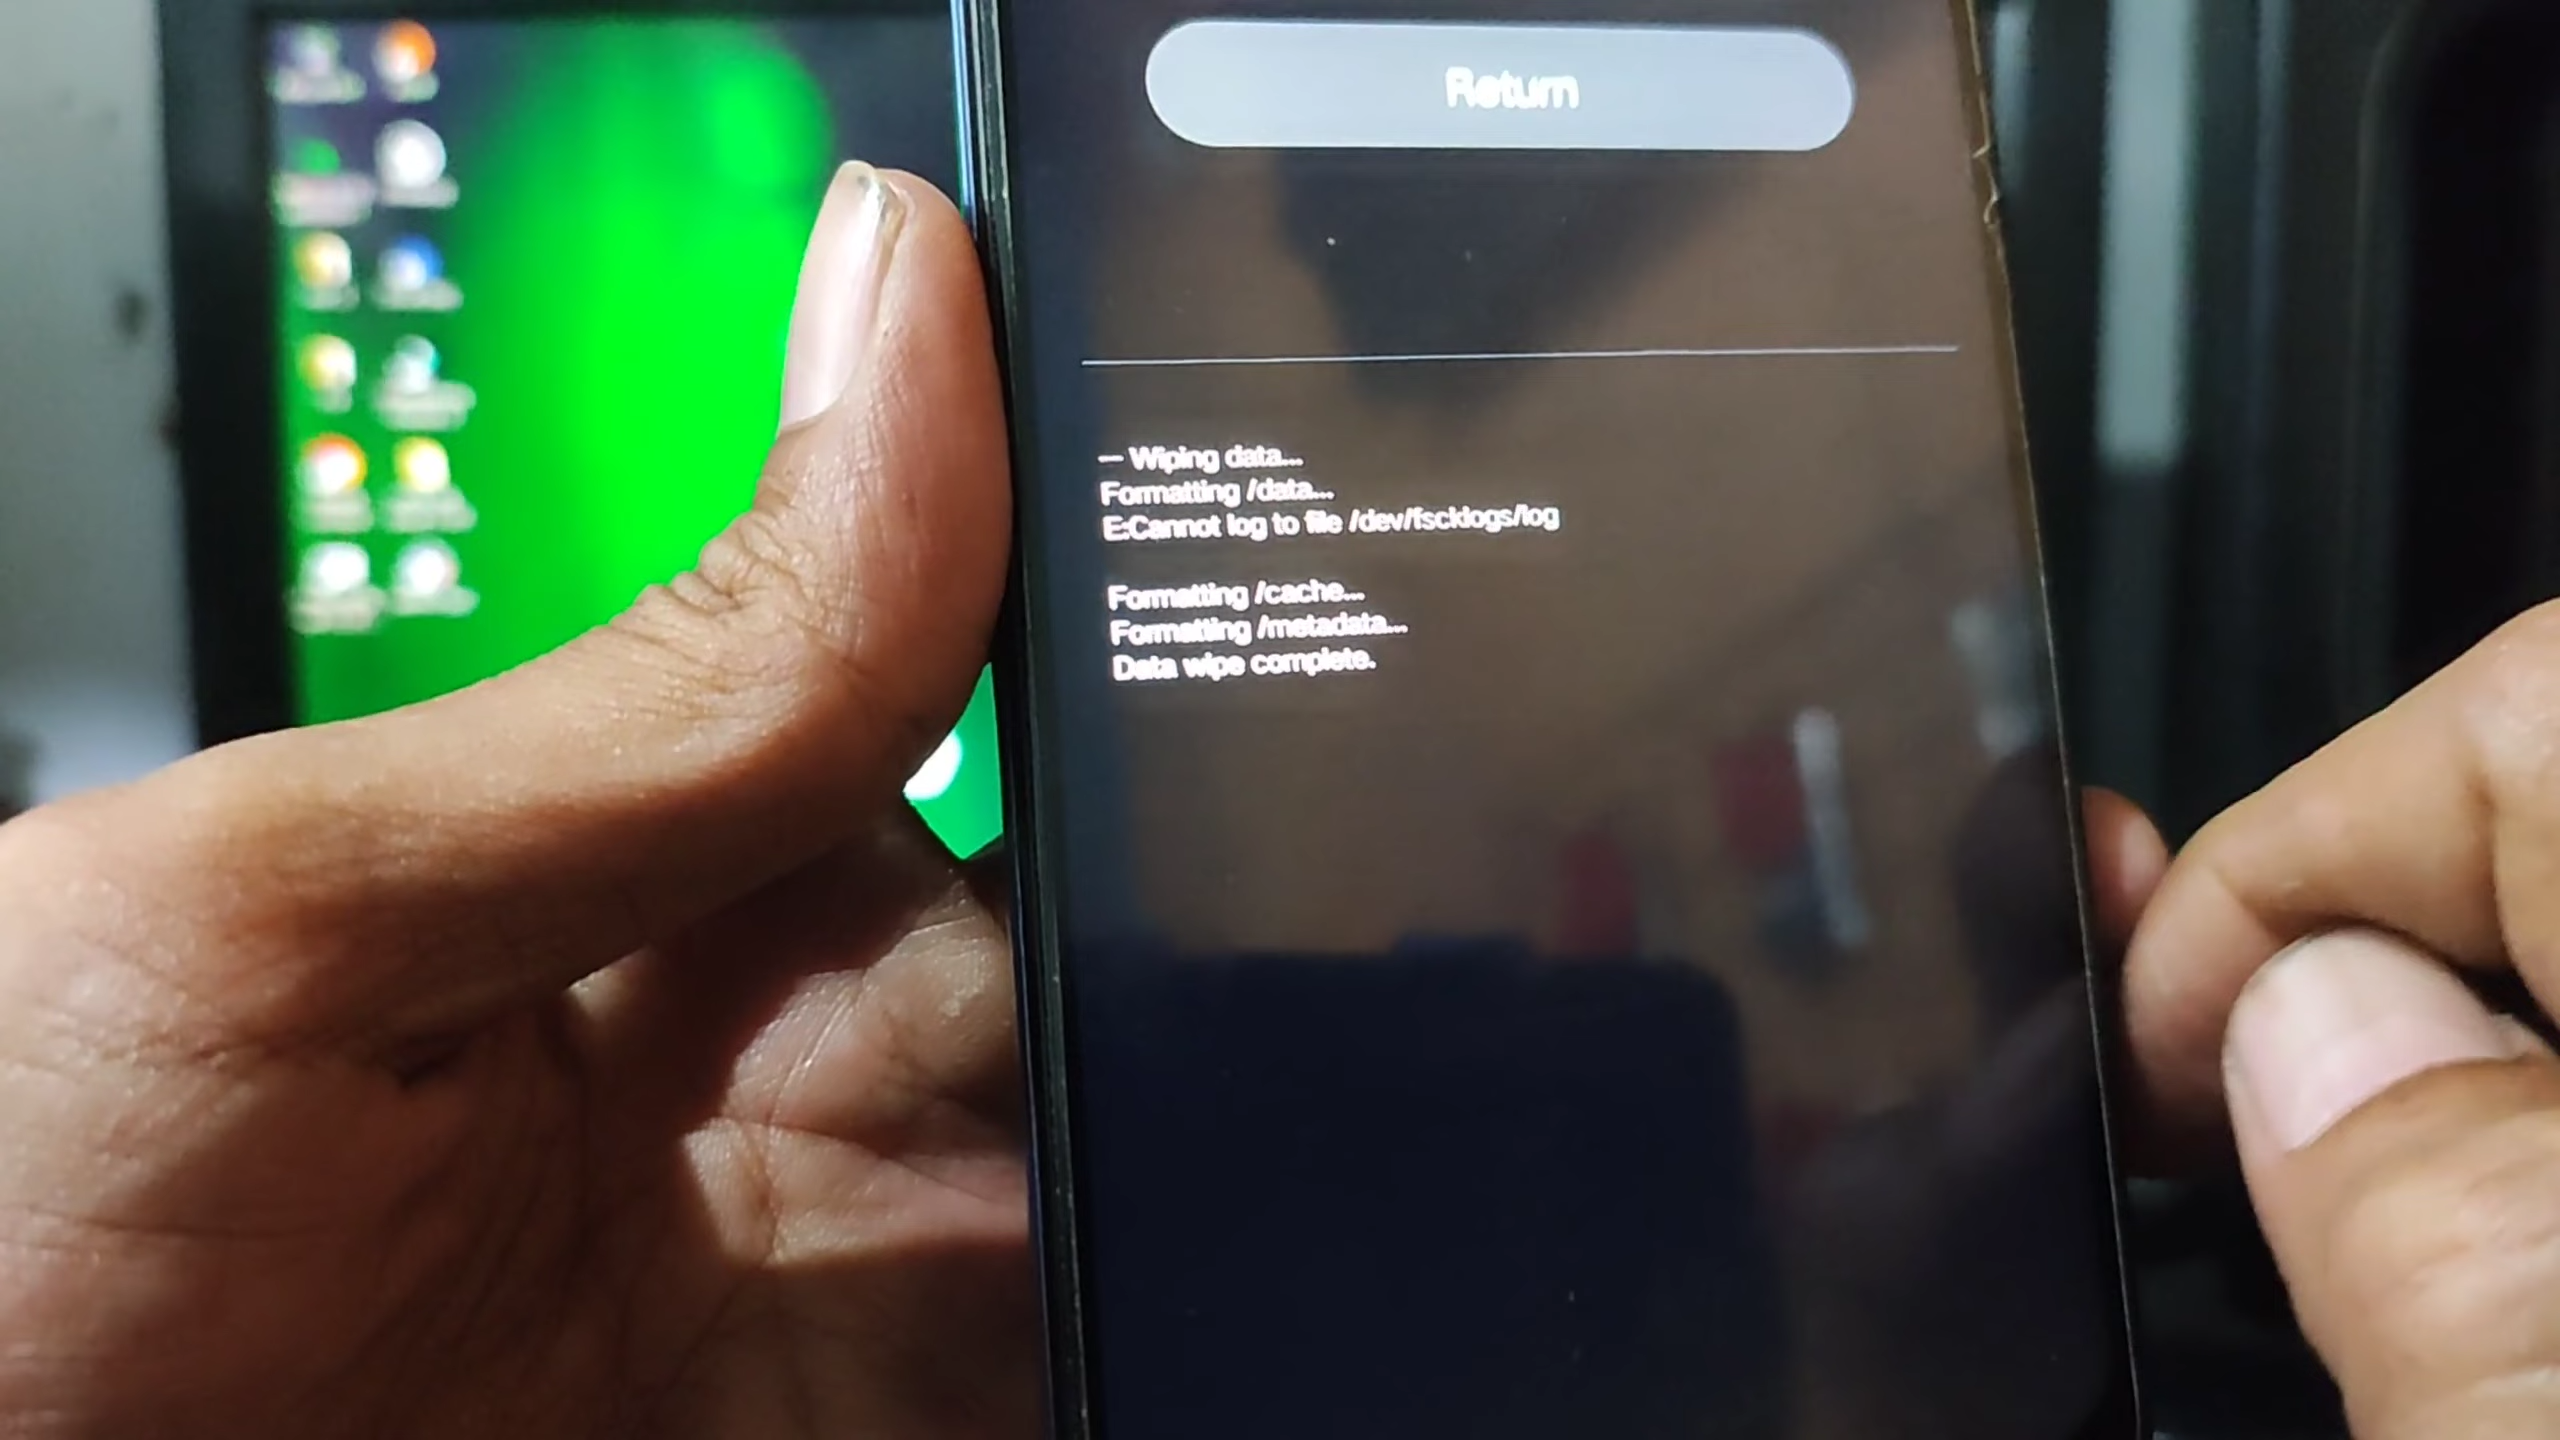 Return
— Wiping data...
Formatting /data...
E:Cannot log to file /dev/fscklogs/log
Formatting /cache...
Formatting /metadata...
Data wipe complete.